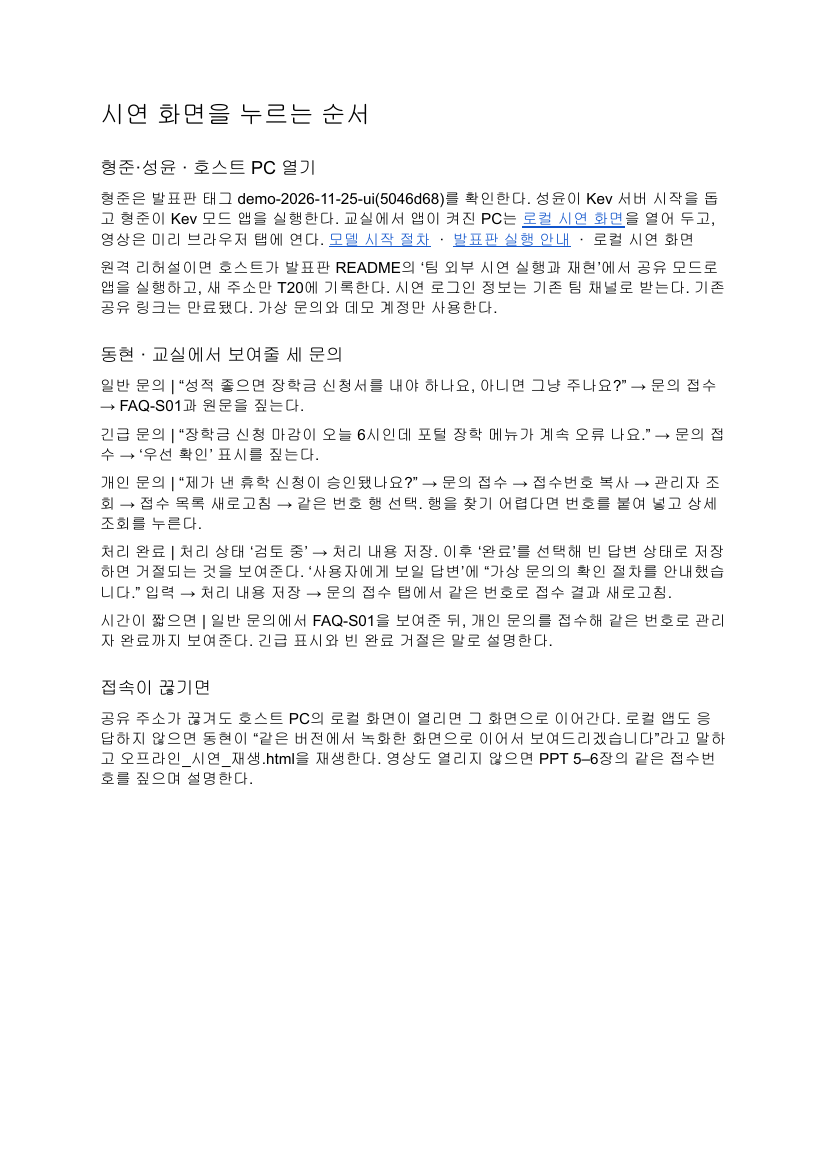 시연 화면을 누르는 순서
형준·성윤 · 호스트 PC 열기
형준은 발표판 태그 demo-2026-11-25-ui(5046d68)를 확인한다. 성윤이 Kev 서버 시작을 돕
고 형준이 Kev 모드 앱을 실행한다. 교실에서 앱이 켜진 PC는 로컬 시연 화면을 열어 두고,
영상은 미리 브라우저 탭에 연다. 모델 시작 절차 · 발표판 실행 안내 · 로컬 시연 화면
원격 리허설이면 호스트가 발표판 README의 ‘팀 외부 시연 실행과 재현’에서 공유 모드로
앱을 실행하고, 새 주소만 T20에 기록한다. 시연 로그인 정보는 기존 팀 채널로 받는다. 기존
공유 링크는 만료됐다. 가상 문의와 데모 계정만 사용한다.
동현 · 교실에서 보여줄 세 문의
일반 문의 | “성적 좋으면 장학금 신청서를 내야 하나요, 아니면 그냥 주나요?” → 문의 접수
→ FAQ-S01과 원문을 짚는다.
긴급 문의 | “장학금 신청 마감이 오늘 6시인데 포털 장학 메뉴가 계속 오류 나요.” → 문의 접
수 → ‘우선 확인’ 표시를 짚는다.
개인 문의 | “제가 낸 휴학 신청이 승인됐나요?” → 문의 접수 → 접수번호 복사 → 관리자 조
회 → 접수 목록 새로고침 → 같은 번호 행 선택. 행을 찾기 어렵다면 번호를 붙여 넣고 상세
조회를 누른다.
처리 완료 | 처리 상태 ‘검토 중’ → 처리 내용 저장. 이후 ‘완료’를 선택해 빈 답변 상태로 저장
하면 거절되는 것을 보여준다. ‘사용자에게 보일 답변’에 “가상 문의의 확인 절차를 안내했습
니다.” 입력 → 처리 내용 저장 → 문의 접수 탭에서 같은 번호로 접수 결과 새로고침.
시간이 짧으면 | 일반 문의에서 FAQ-S01을 보여준 뒤, 개인 문의를 접수해 같은 번호로 관리
자 완료까지 보여준다. 긴급 표시와 빈 완료 거절은 말로 설명한다.
접속이 끊기면
공유 주소가 끊겨도 호스트 PC의 로컬 화면이 열리면 그 화면으로 이어간다. 로컬 앱도 응
답하지 않으면 동현이 “같은 버전에서 녹화한 화면으로 이어서 보여드리겠습니다”라고 말하
고 오프라인_시연_재생.html을 재생한다. 영상도 열리지 않으면 PPT 5–6장의 같은 접수번
호를 짚으며 설명한다.